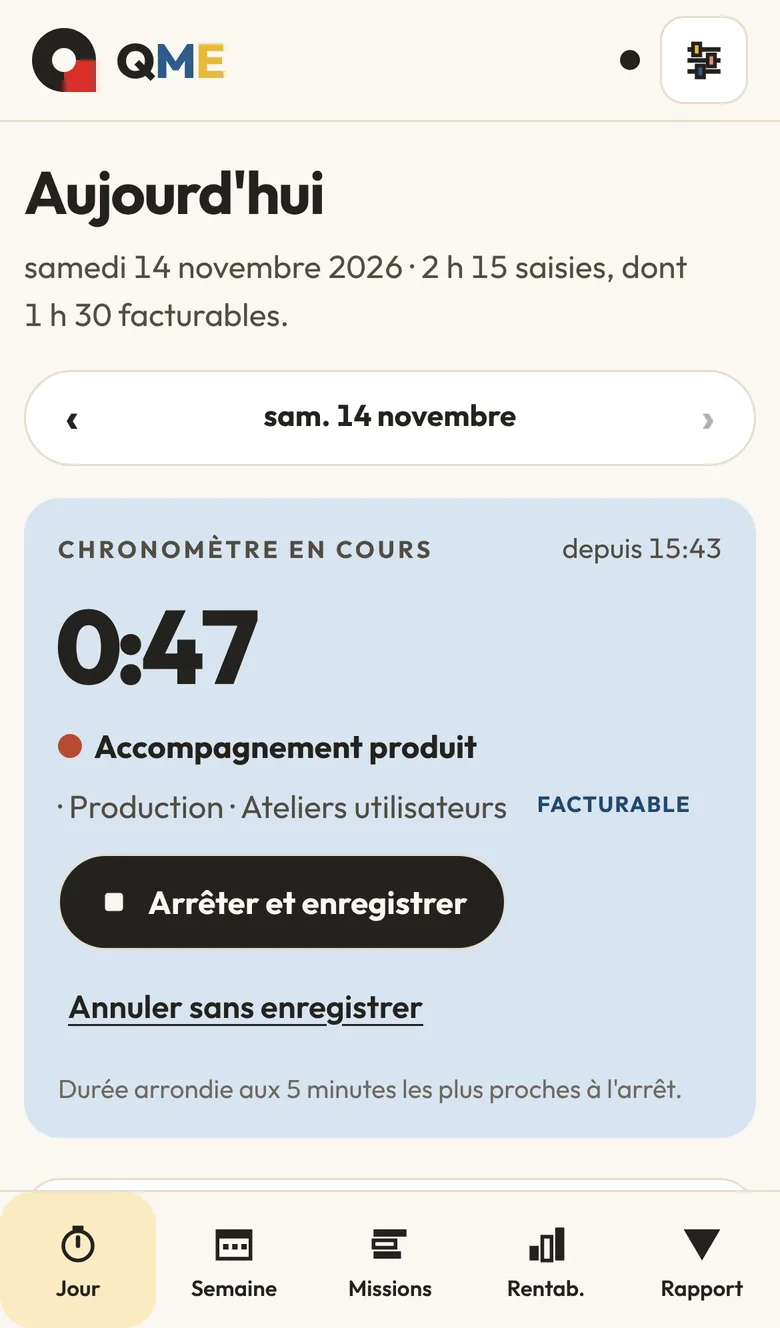 QME
Aujourd'hui
samedi 14 novembre 2026 · 2 h 15 saisies, dont
1 h 30 facturables.
‹ sam. 14 novembre ›
CHRONOMÈTRE EN COURS depuis 15:43
0:47
Accompagnement produit
· Production · Ateliers utilisateurs FACTURABLE
Arrêter et enregistrer
Annuler sans enregistrer
Durée arrondie aux 5 minutes les plus proches à l'arrêt.
Jour Semaine Missions Rentab. Rapport